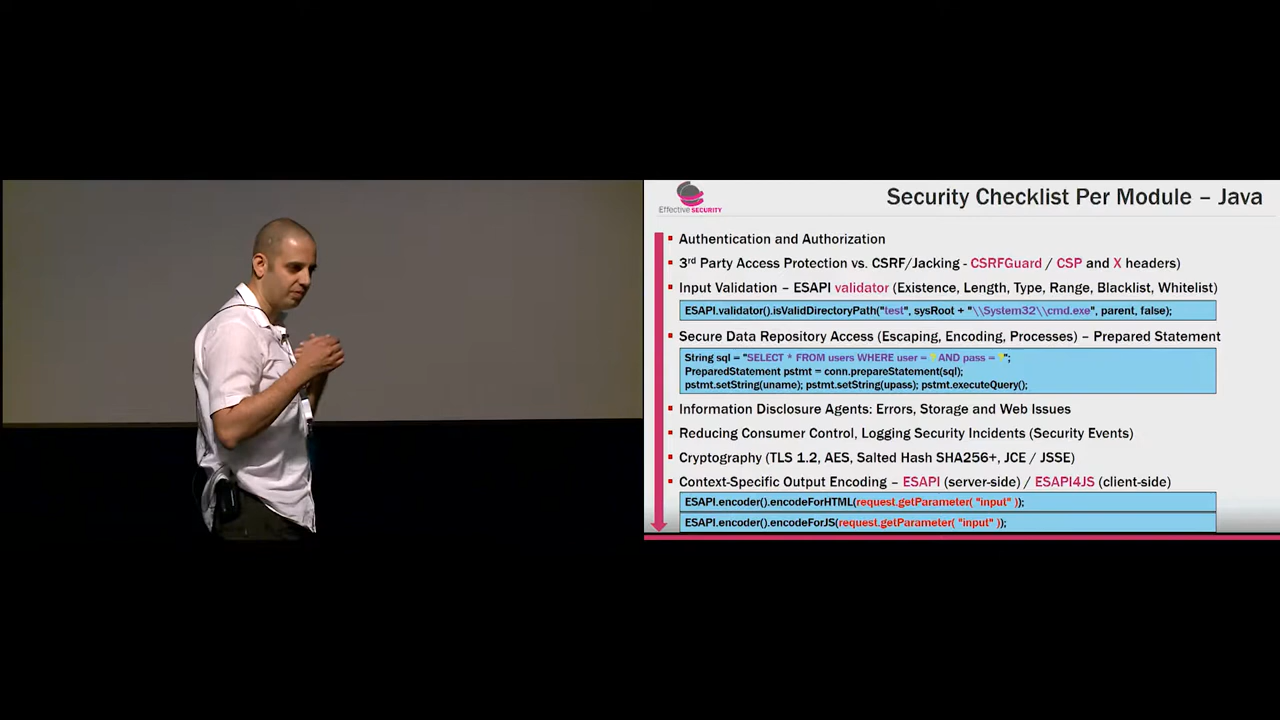 Effective SECURITY
Security Checklist Per Module – Java
Authentication and Authorization
3rd Party Access Protection vs. CSRF/Jacking - CSRFGuard / CSP and X headers)
Input Validation – ESAPI validator (Existence, Length, Type, Range, Blacklist, Whitelist)
ESAPI.validator().isValidDirectoryPath("test", sysRoot + "\\System32\\cmd.exe", parent, false);
Secure Data Repository Access (Escaping, Encoding, Processes) – Prepared Statement
String sql = "SELECT * FROM users WHERE user = ? AND pass = ?";
PreparedStatement pstmt = conn.prepareStatement(sql);
pstmt.setString(uname); pstmt.setString(upass); pstmt.executeQuery();
Information Disclosure Agents: Errors, Storage and Web Issues
Reducing Consumer Control, Logging Security Incidents (Security Events)
Cryptography (TLS 1.2, AES, Salted Hash SHA256+, JCE / JSSE)
Context-Specific Output Encoding – ESAPI (server-side) / ESAPI4JS (client-side)
ESAPI.encoder().encodeForHTML(request.getParameter( "input" ));
ESAPI.encoder().encodeForJS(request.getParameter( "input" ));